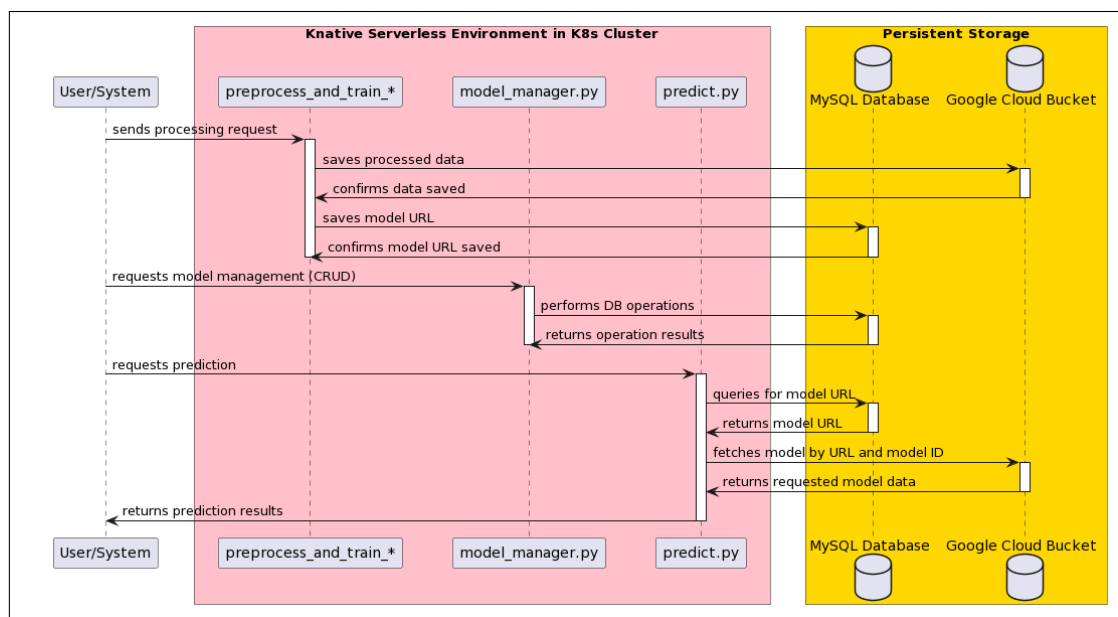 Knative Serverless Environment in K8s Cluster
Persistent Storage
User/System
preprocess_and_train_*
model_manager.py
predict.py
MySQL Database
Google Cloud Bucket
sends processing request
saves processed data
confirms data saved
saves model URL
confirms model URL saved
requests model management (CRUD)
performs DB operations
returns operation results
requests prediction
queries for model URL
returns model URL
fetches model by URL and model ID
returns requested model data
returns prediction results
User/System
preprocess_and_train_*
model_manager.py
predict.py
MySQL Database
Google Cloud Bucket